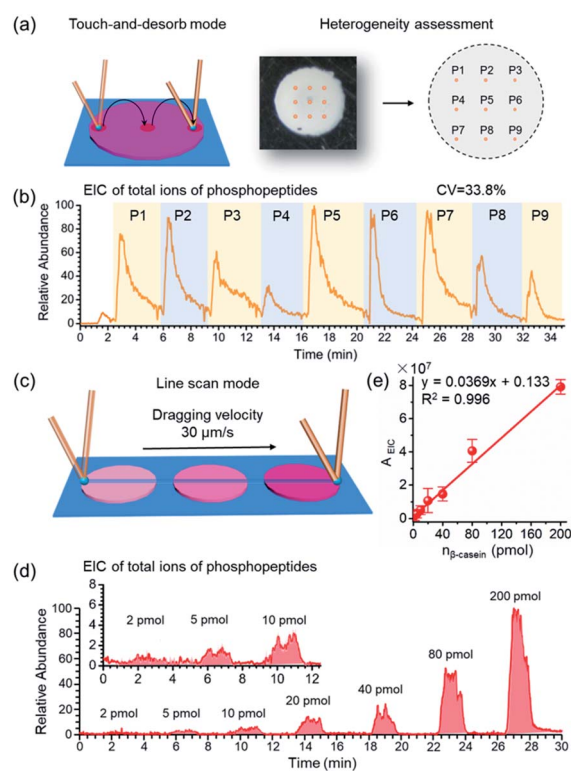 (a)
Touch-and-desorb mode
Heterogeneity assessment
P1 P2 P3
P4 P5 P6
P7 P8 P9
(b)
EIC of total ions of phosphopeptides
CV=33.8%
P1 P2 P3 P4 P5 P6 P7 P8 P9
Relative Abundance
100
80
60
40
20
0
0 2 4 6 8 10 12 14 16 18 20 22 24 26 28 30 32 34
Time (min)
(c)
Line scan mode
Dragging velocity
30 μm/s
(e)
×10⁷
y = 0.0369x + 0.133
R² = 0.996
A EIC
8
6
4
2
0
0 40 80 120 160 200
nβ-casein (pmol)
(d)
EIC of total ions of phosphopeptides
8
6
4
2
0
2 pmol 5 pmol 10 pmol
0 2 4 6 8 10 12
Relative Abundance
100
80
60
40
20
0
2 pmol 5 pmol 10 pmol 20 pmol 40 pmol 80 pmol 200 pmol
0 2 4 6 8 10 12 14 16 18 20 22 24 26 28 30
Time (min)